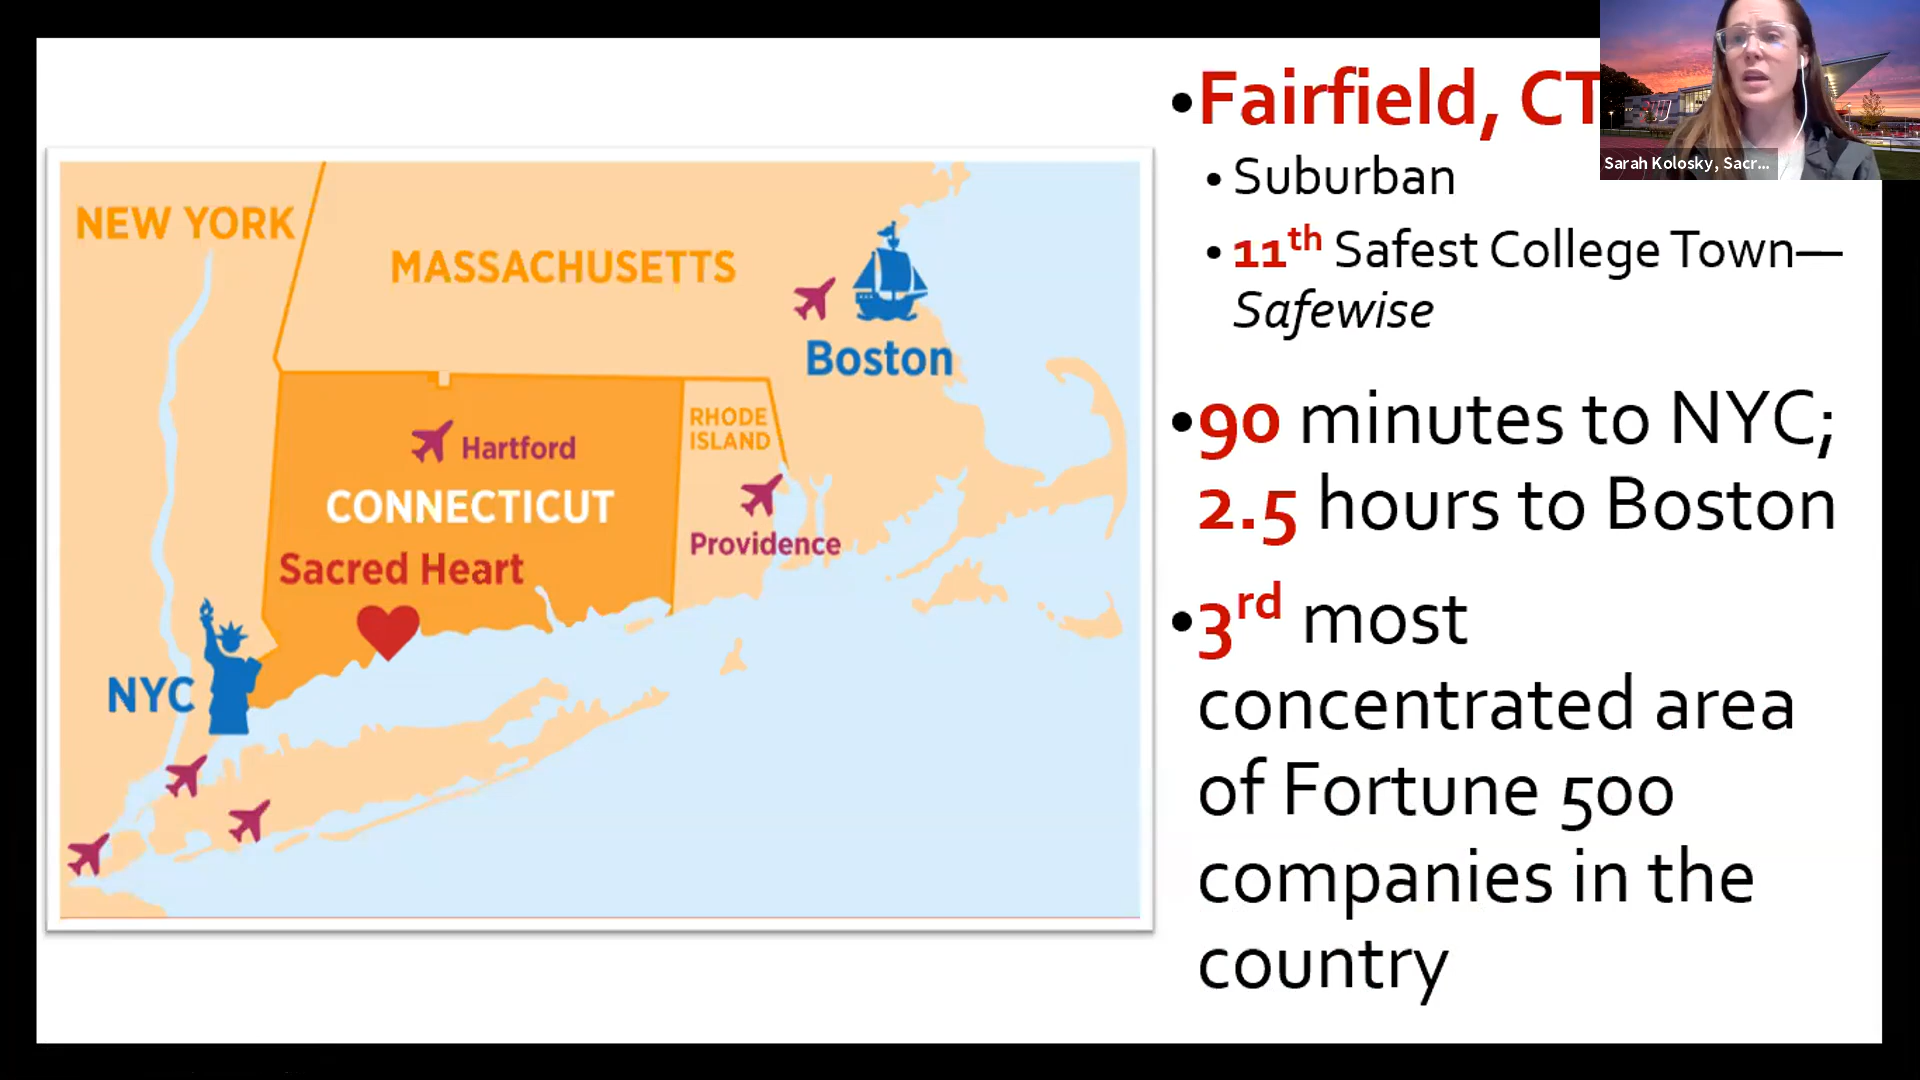 NEW YORK
MASSACHUSETTS
Boston
RHODE
ISLAND
Hartford
CONNECTICUT
Providence
Sacred Heart
NYC
•Fairfield, CT
• Suburban
• 11th Safest College Town—
Safewise
•90 minutes to NYC;
2.5 hours to Boston
•3rd most
concentrated area
of Fortune 500
companies in the
country
Sarah Kolosky, Sacr...